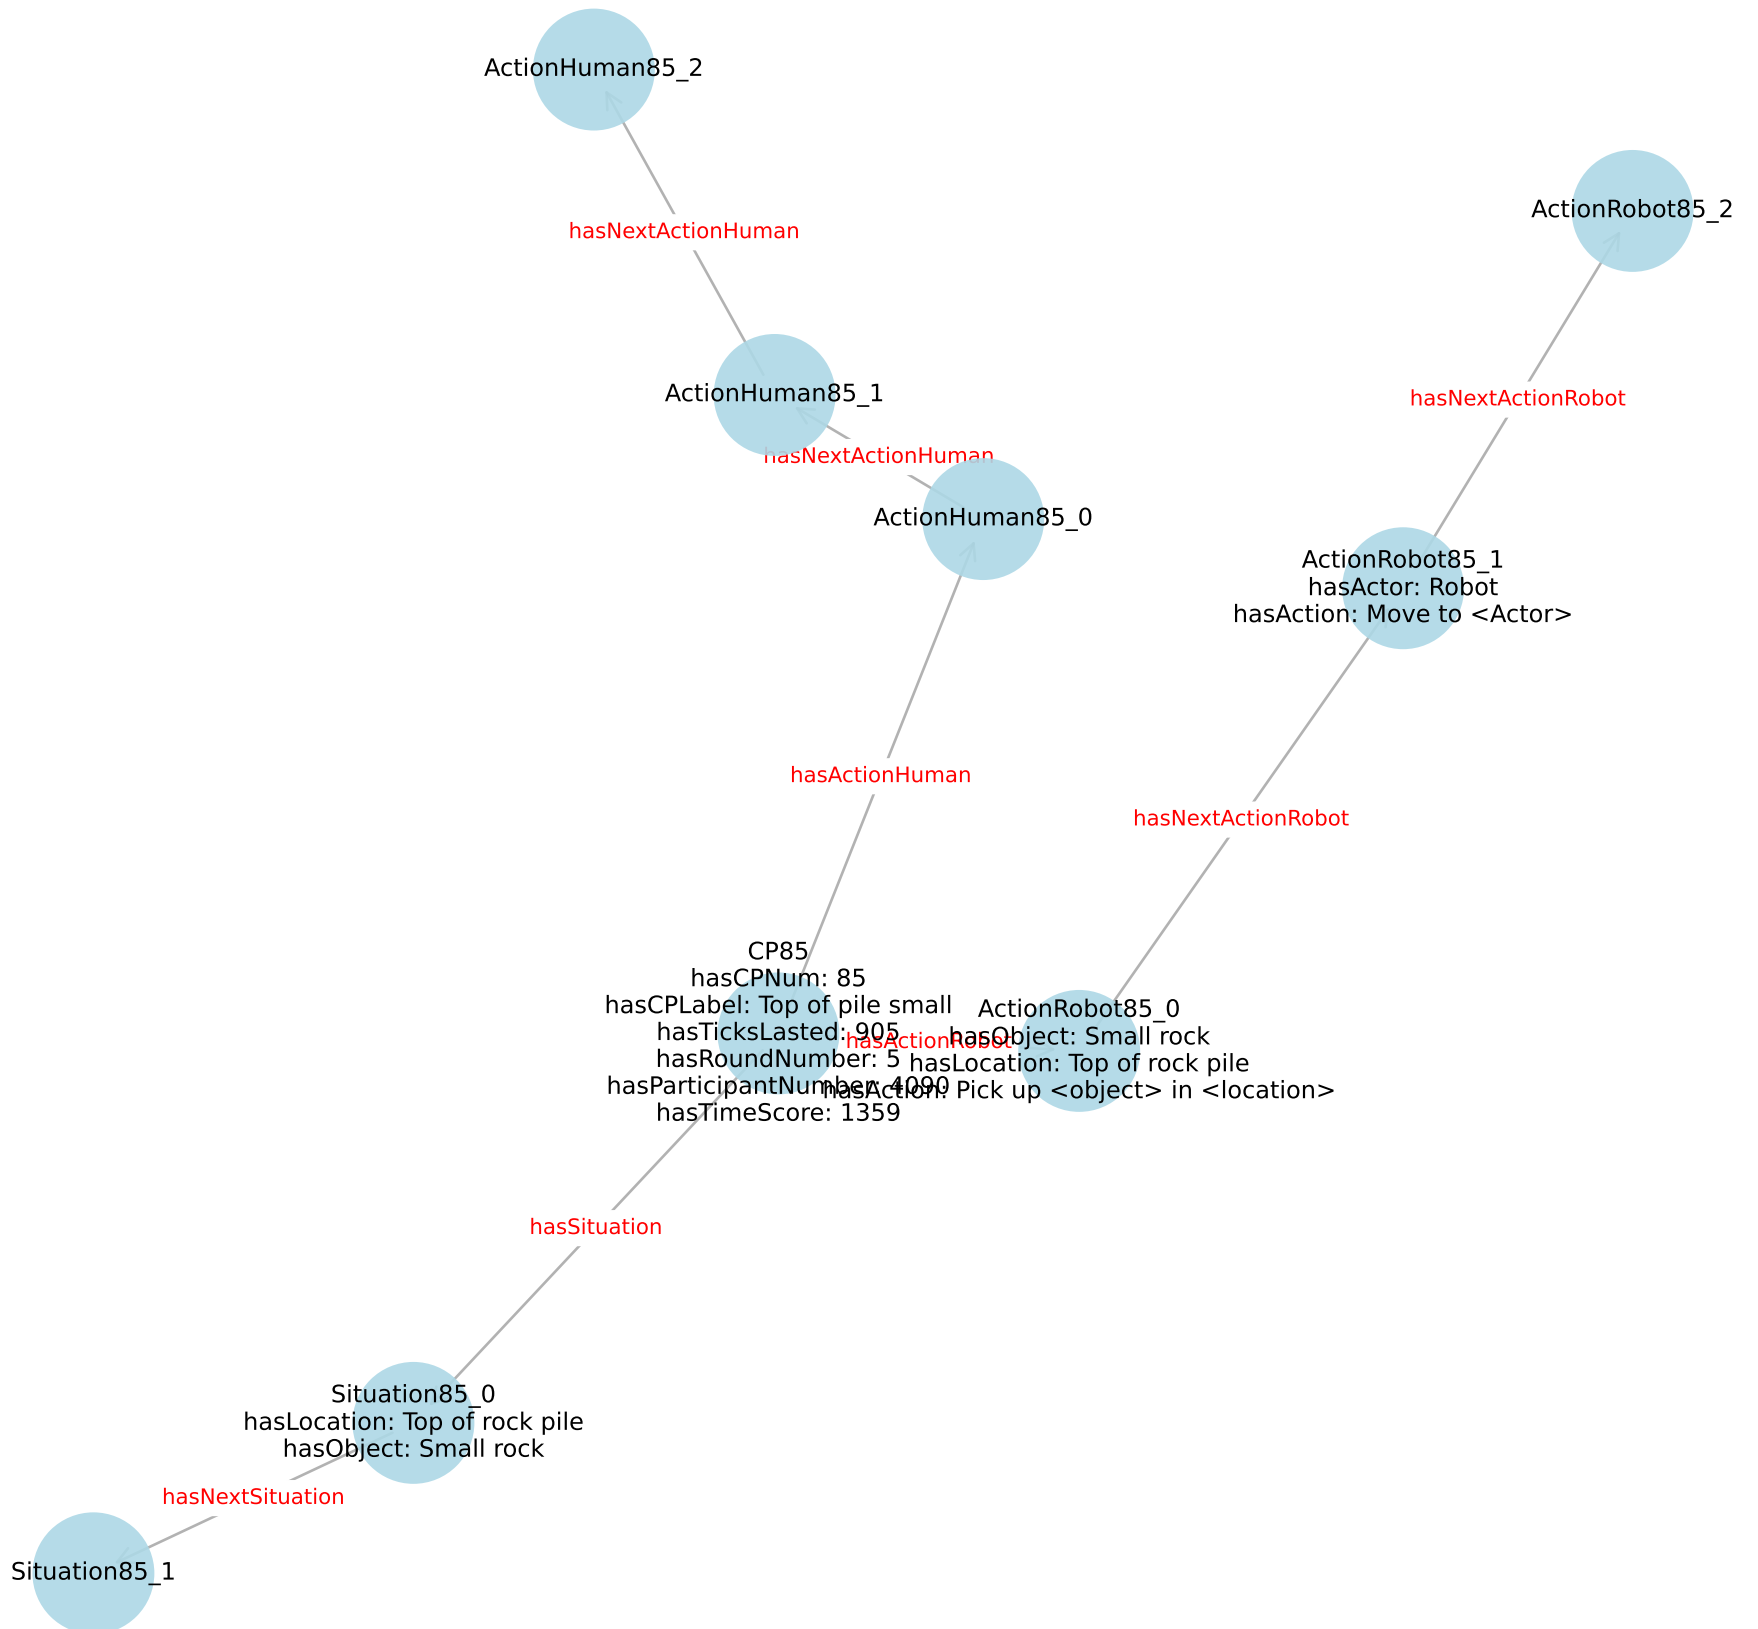 ActionHuman85_2
ActionRobot85_2
hasNextActionHuman
ActionHuman85_1
hasNextActionRobot
hasNextActionHuman
ActionHuman85_0
ActionRobot85_1
hasActor: Robot
hasAction: Move to <Actor>
hasActionHuman
hasNextActionRobot
CP85
hasCPNum: 85
hasCPLabel: Top of pile small
hasTicksLasted: 905
hasRoundNumber: 5
hasParticipantNumber: 4090
hasTimeScore: 1359
hasActionRobot
ActionRobot85_0
hasObject: Small rock
hasLocation: Top of rock pile
hasAction: Pick up <object> in <location>
hasSituation
Situation85_0
hasLocation: Top of rock pile
hasObject: Small rock
hasNextSituation
Situation85_1